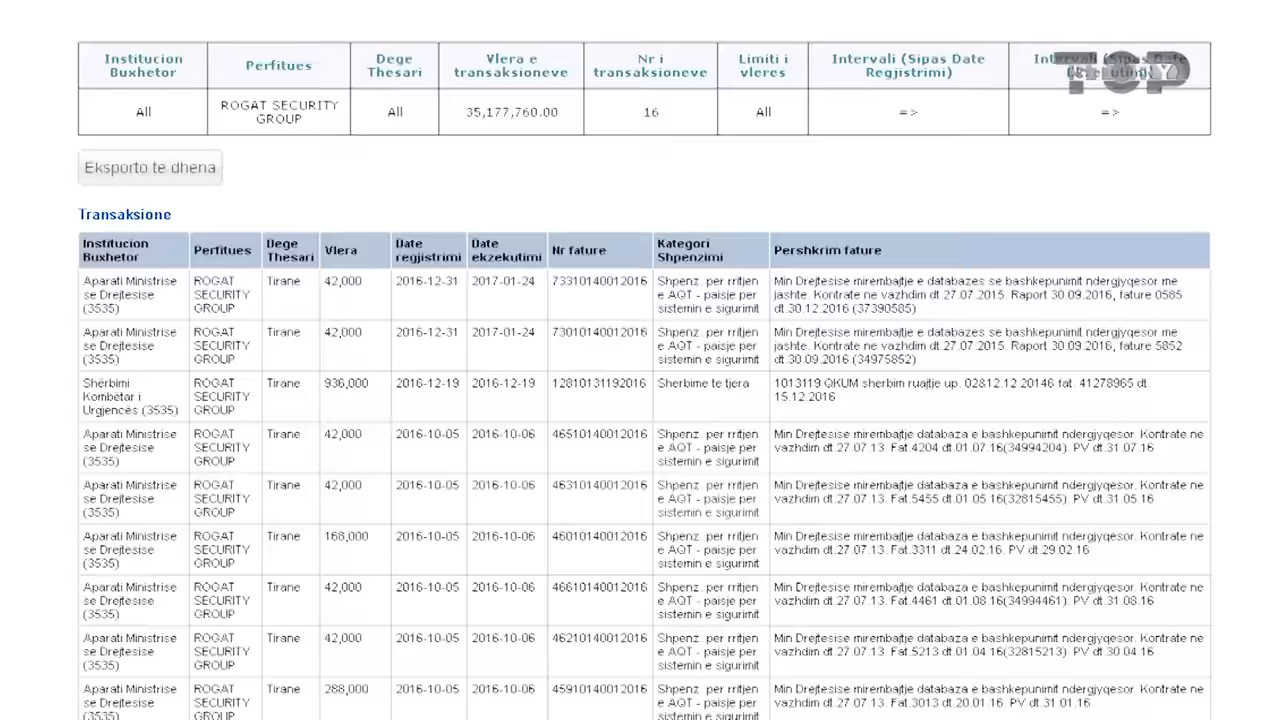 Institucion Buxhetor Perfitues Dege Thesari Vlera e transaksioneve Nr i transaksioneve Limiti i vleres Intervali (Sipas Date Regjistrimi)
All ROGAT SECURITY GROUP All 35,177,760.00 16 All => =>
TOP
Eksporto te dhena
Transaksione
Institucion Buxhetor Perfitues Dege Thesari Vlera Date regjistrimi Date ekzekutimi Nr fature Kategori Shpenzimi Pershkrim fature
Aparati Ministrise 42,000 2016-12-31 2017-01-24 73310140012016 Shpenz. per rritjen Min Drejtesise mirembajtje e databazes se bashkepunimit ndergjyqesor me
se Drejtesise (3535) ROGAT SECURITY GROUP Tirane e AQT - paisje per sistemin e sigurimit jashte. Kontrate ne vazhdim dt.27.07.2015. Raport 30.09.2016, fature 0585
dt.30.12.2016 (37390585)
Aparati Ministrise se Drejtesise (3535) ROGAT SECURITY GROUP Tirane 42,000 2016-12-31 2017-01-24 73010140012016 Shpenz. per rritjen e AQT - paisje per sistemin e sigurimit Min Drejtesise mirembajtje e databazes se bashkepunimit ndergjyqesor me
jashte. Kontrate ne vazhdim dt.27.07.2015. Raport 30.09.2016, fature 5852
dt.30.09.2016 (34975852)
Shërbimi Kombëtar i Urgjencës (3535) ROGAT SECURITY GROUP Tirane 936,000 2016-12-19 2016-12-19 12810131192016 Sherbime te tjera 1013119 QKUM sherbim ruajtje up. 02&12.12.20146 fat. 41278965 dt.
15.12.2016
Aparati Ministrise se Drejtesise (3535) ROGAT SECURITY GROUP Tirane 42,000 2016-10-05 2016-10-06 46510140012016 Shpenz. per rritjen e AQT - paisje per sistemin e sigurimit Min Drejtesise mirembajtje databaza e bashkepunimit ndergjyqesor. Kontrate ne
vazhdim dt.27.07.13. Fat.4204 dt.01.07.16(34994204). PV dt.31.07.16
Aparati Ministrise se Drejtesise (3535) ROGAT SECURITY GROUP Tirane 42,000 2016-10-05 2016-10-06 46310140012016 Shpenz. per rritjen e AQT - paisje per sistemin e sigurimit Min Drejtesise mirembajtje databaza e bashkepunimit ndergjyqesor. Kontrate ne
vazhdim dt.27.07.13. Fat.5455 dt.01.05.16(32815455). PV dt.31.05.16
Aparati Ministrise se Drejtesise (3535) ROGAT SECURITY GROUP Tirane 168,000 2016-10-05 2016-10-06 46010140012016 Shpenz. per rritjen e AQT - paisje per sistemin e sigurimit Min Drejtesise mirembajtje databaza e bashkepunimit ndergjyqesor. Kontrate ne
vazhdim dt.27.07.13. Fat.3311 dt.24.02.16. PV dt.29.02.16
Aparati Ministrise se Drejtesise (3535) ROGAT SECURITY GROUP Tirane 42,000 2016-10-05 2016-10-06 46610140012016 Shpenz. per rritjen e AQT - paisje per sistemin e sigurimit Min Drejtesise mirembajtje databaza e bashkepunimit ndergjyqesor. Kontrate ne
vazhdim dt.27.07.13. Fat.4461 dt.01.08.16(34994461). PV dt.31.08.16
Aparati Ministrise se Drejtesise (3535) ROGAT SECURITY GROUP Tirane 42,000 2016-10-05 2016-10-06 46210140012016 Shpenz. per rritjen e AQT - paisje per sistemin e sigurimit Min Drejtesise mirembajtje databaza e bashkepunimit ndergjyqesor. Kontrate ne
vazhdim dt.27.07.13. Fat.5213 dt.01.04.16(32815213). PV dt.30.04.16
Aparati Ministrise se Drejtesise (3535) ROGAT SECURITY GROUP Tirane 288,000 2016-10-05 2016-10-06 45910140012016 Shpenz. per rritjen e AQT - paisje per sistemin e sigurimit Min Drejtesise mirembajtje databaza e bashkepunimit ndergjyqesor. Kontrate ne
vazhdim dt.27.07.13. Fat.3013 dt.20.01.16. PV dt.31.01.16